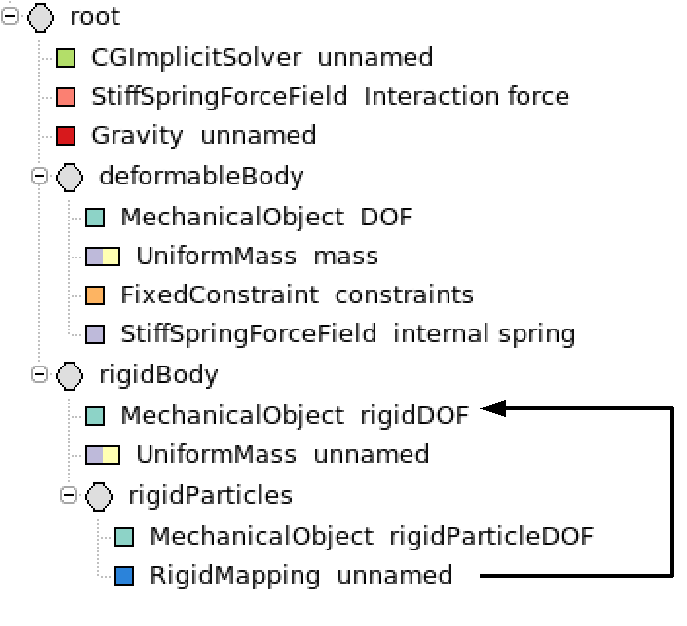 root
CGImplicitSolver unnamed
StiffSpringForceField Interaction force
Gravity unnamed
deformableBody
MechanicalObject DOF
UniformMass mass
FixedConstraint constraints
StiffSpringForceField internal spring
rigidBody
MechanicalObject rigidDOF
UniformMass unnamed
rigidParticles
MechanicalObject rigidParticleDOF
RigidMapping unnamed